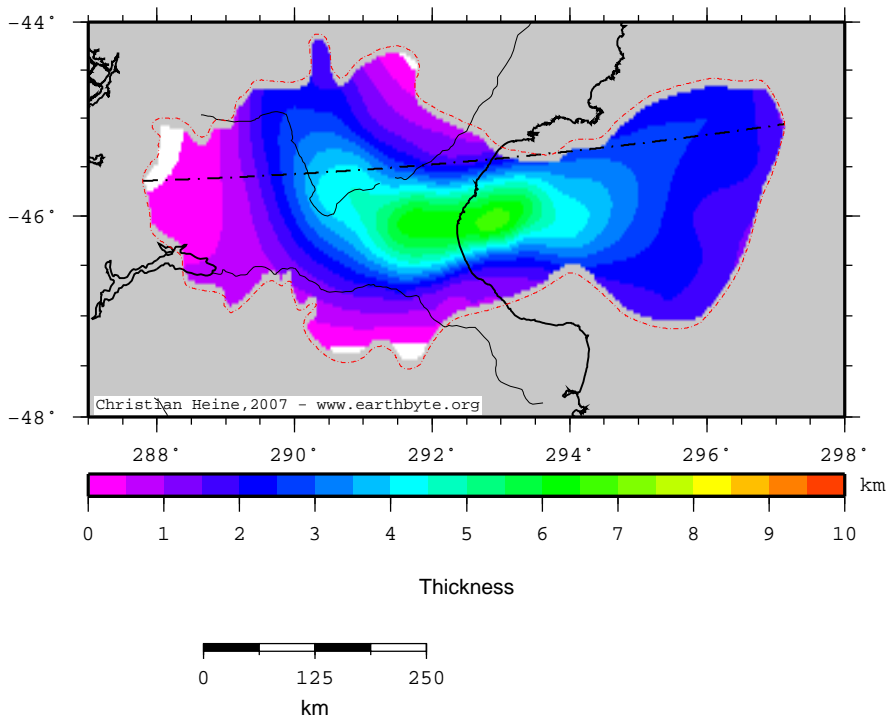 −44˚
−46˚
−48˚
Christian Heine,2007 - www.earthbyte.org
288˚ 290˚ 292˚ 294˚ 296˚ 298˚
km
0 1 2 3 4 5 6 7 8 9 10
Thickness
0 125 250
km